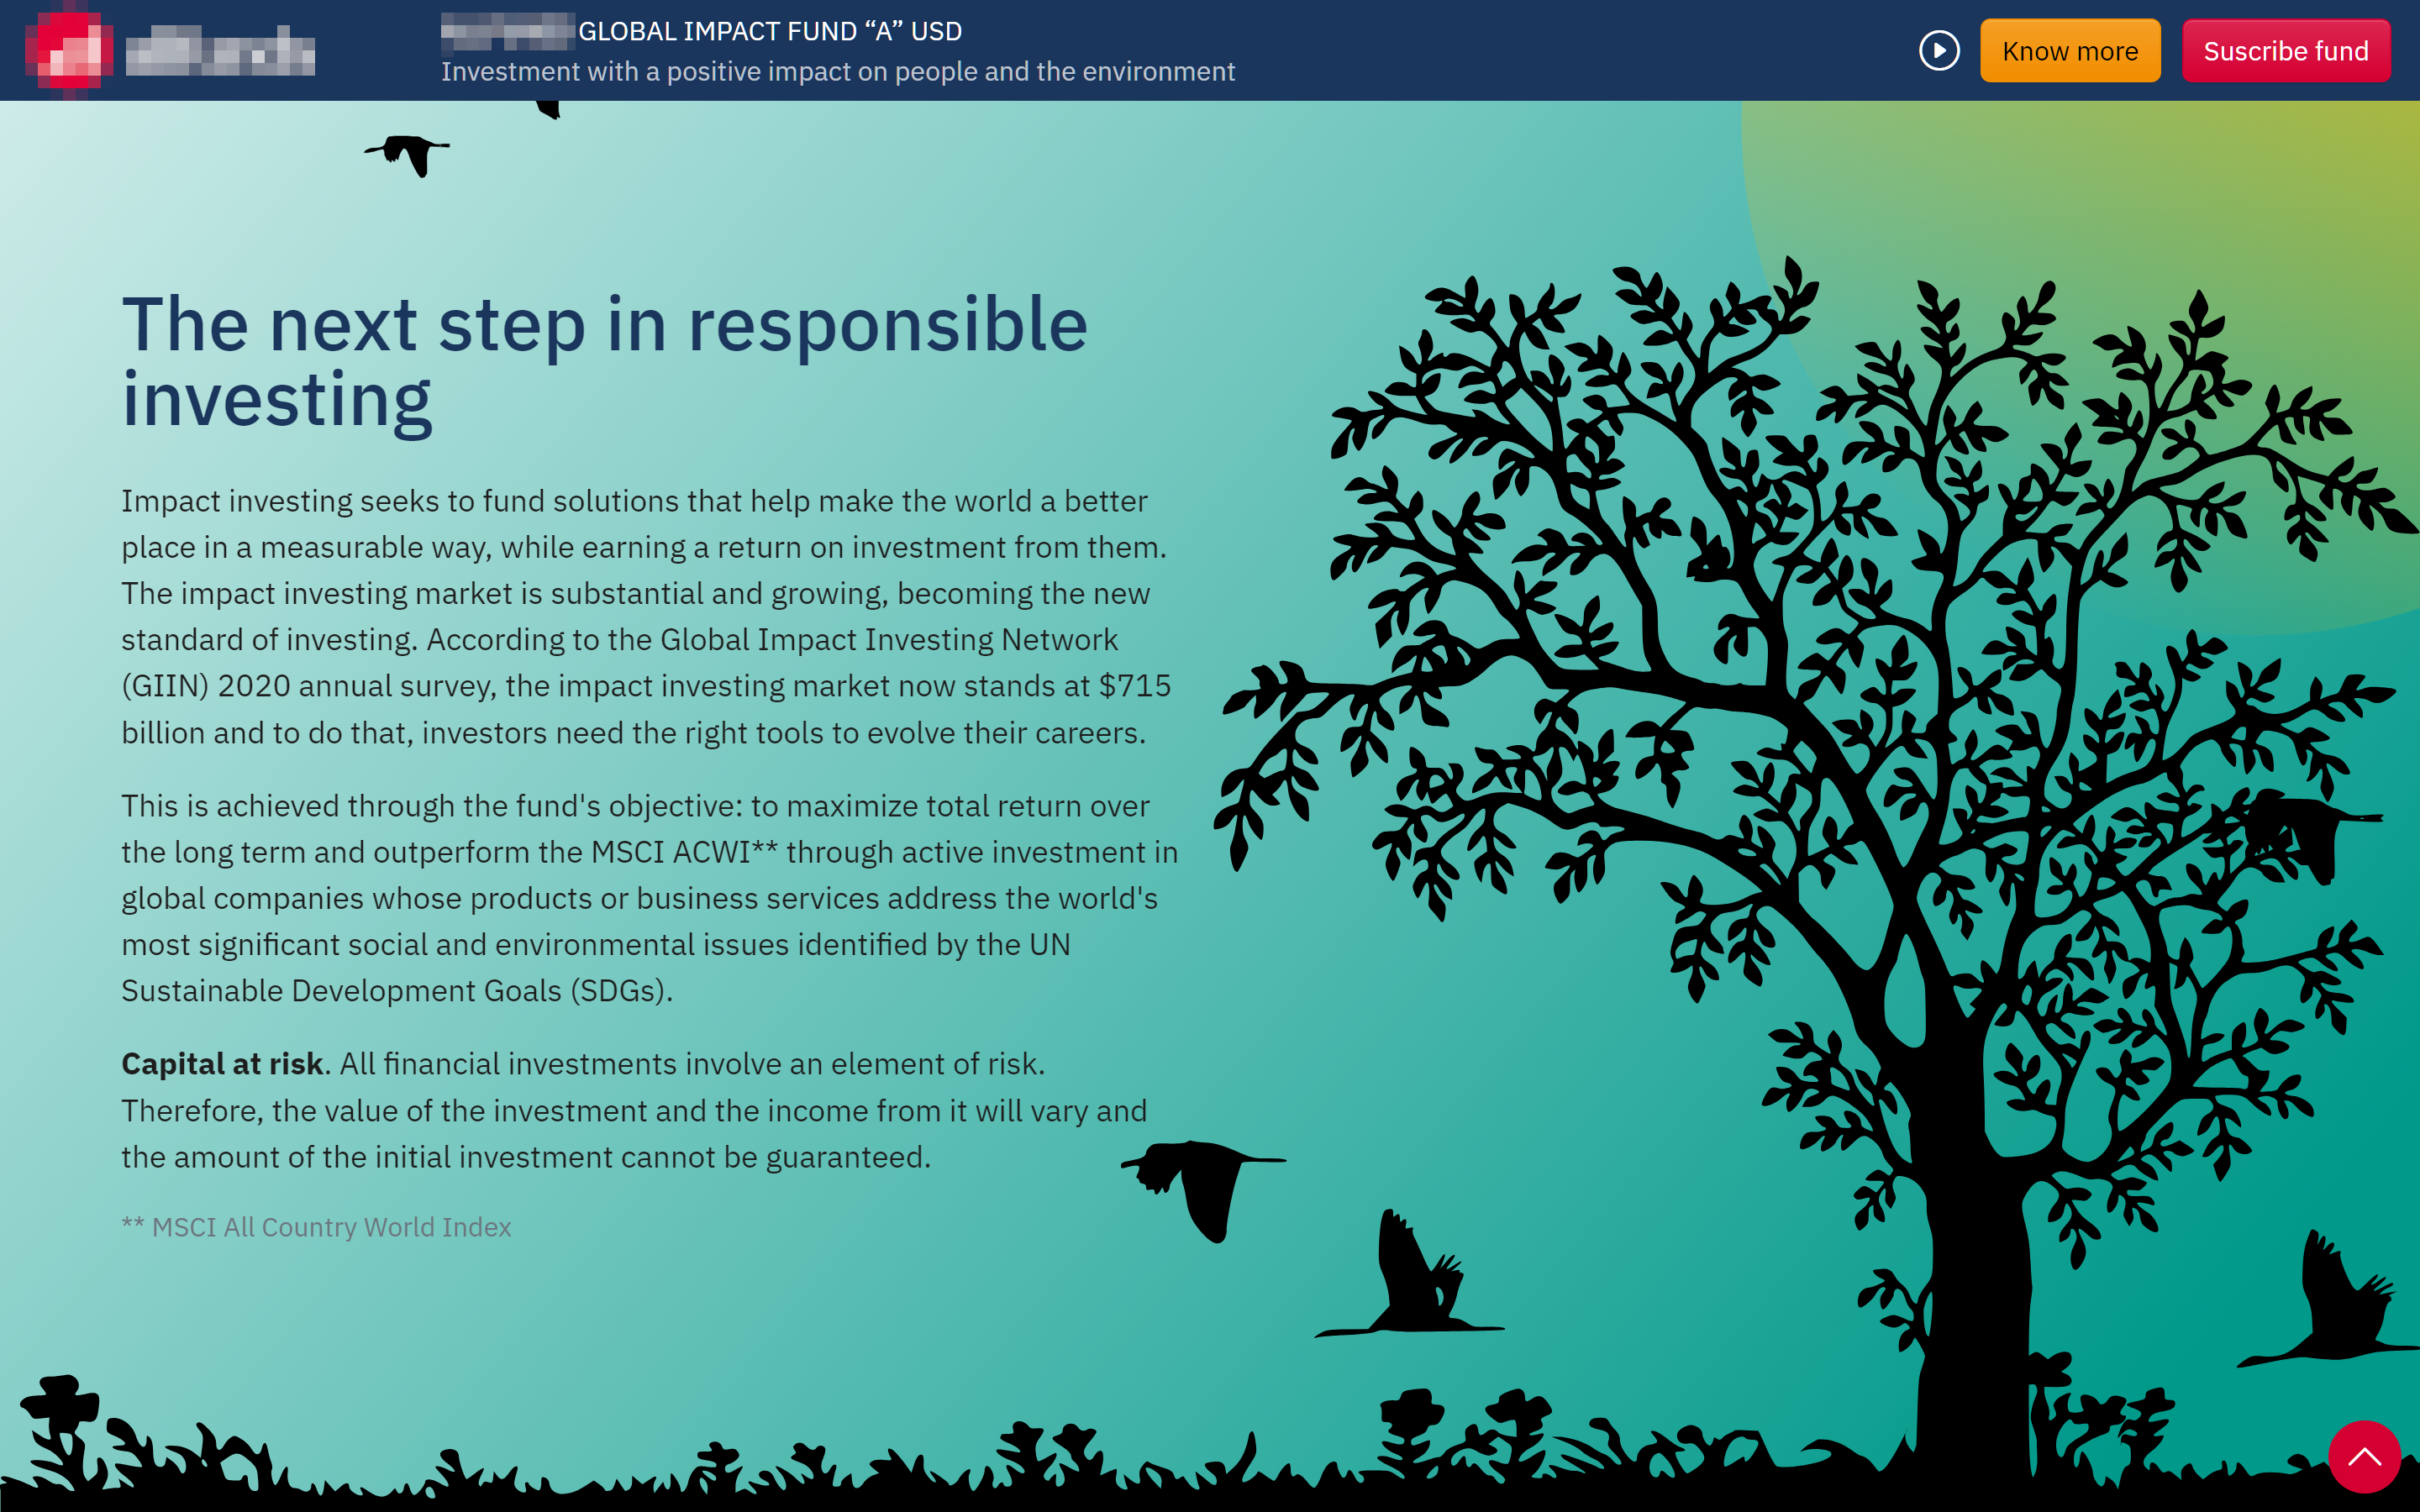 GLOBAL IMPACT FUND “A” USD
Investment with a positive impact on people and the environment
Know more
Suscribe fund
The next step in responsible
investing
Impact investing seeks to fund solutions that help make the world a better
place in a measurable way, while earning a return on investment from them.
The impact investing market is substantial and growing, becoming the new
standard of investing. According to the Global Impact Investing Network
(GIIN) 2020 annual survey, the impact investing market now stands at $715
billion and to do that, investors need the right tools to evolve their careers.
This is achieved through the fund's objective: to maximize total return over
the long term and outperform the MSCI ACWI** through active investment in
global companies whose products or business services address the world's
most significant social and environmental issues identified by the UN
Sustainable Development Goals (SDGs).
Capital at risk. All financial investments involve an element of risk.
Therefore, the value of the investment and the income from it will vary and
the amount of the initial investment cannot be guaranteed.
** MSCI All Country World Index